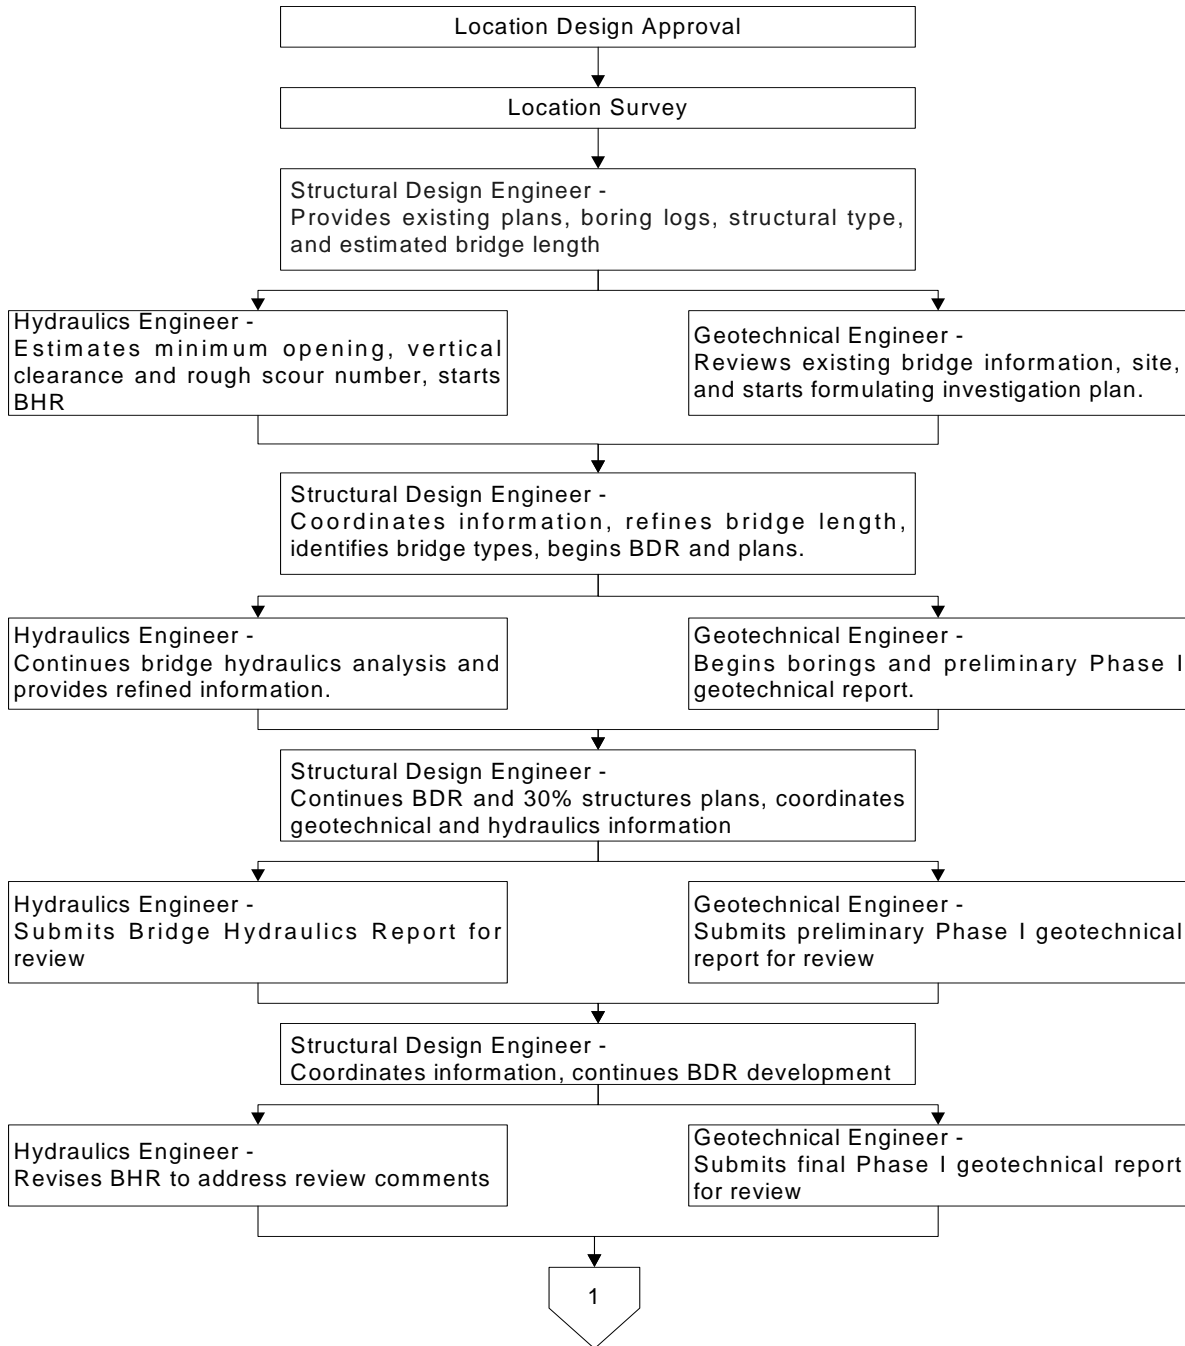 Location Design Approval
Location Survey
Structural Design Engineer -
Provides existing plans, boring logs, structural type,
and estimated bridge length
Hydraulics Engineer -
Estimates minimum opening, vertical
clearance and rough scour number, starts
BHR
Geotechnical Engineer -
Reviews existing bridge information, site,
and starts formulating investigation plan.
Structural Design Engineer -
Coordinates information, refines bridge length,
identifies bridge types, begins BDR and plans.
Hydraulics Engineer -
Continues bridge hydraulics analysis and
provides refined information.
Geotechnical Engineer -
Begins borings and preliminary Phase I
geotechnical report.
Structural Design Engineer -
Continues BDR and 30% structures plans, coordinates
geotechnical and hydraulics information
Hydraulics Engineer -
Submits Bridge Hydraulics Report for
review
Geotechnical Engineer -
Submits preliminary Phase I geotechnical
report for review
Structural Design Engineer -
Coordinates information, continues BDR development
Hydraulics Engineer -
Revises BHR to address review comments
Geotechnical Engineer -
Submits final Phase I geotechnical report
for review
1